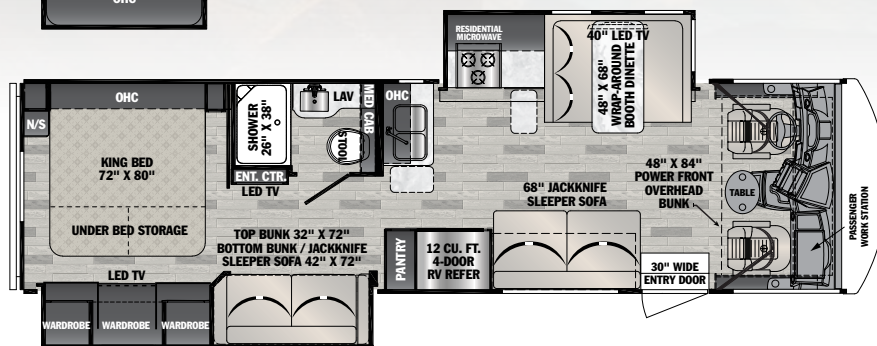 OHC
RESIDENTIAL
MICROWAVE
40" LED TV
48" X 68"
WRAP-AROUND
BOOTH DINETTE
OHC
N/S
KING BED
72" X 80"
UNDER BED STORAGE
SHOWER
26" X 38"
LAV
MED CAB
STOOL
OHC
ENT. CTR.
LED TV
48" X 84"
POWER FRONT
OVERHEAD
BUNK
TABLE
PASSENGER
WORK STATION
68" JACKKNIFE
SLEEPER SOFA
TOP BUNK 32" X 72"
BOTTOM BUNK / JACKKNIFE
SLEEPER SOFA 42" X 72"
PANTRY
12 CU. FT.
4-DOOR
RV REFER
30" WIDE
ENTRY DOOR
LED TV
WARDROBE
WARDROBE
WARDROBE